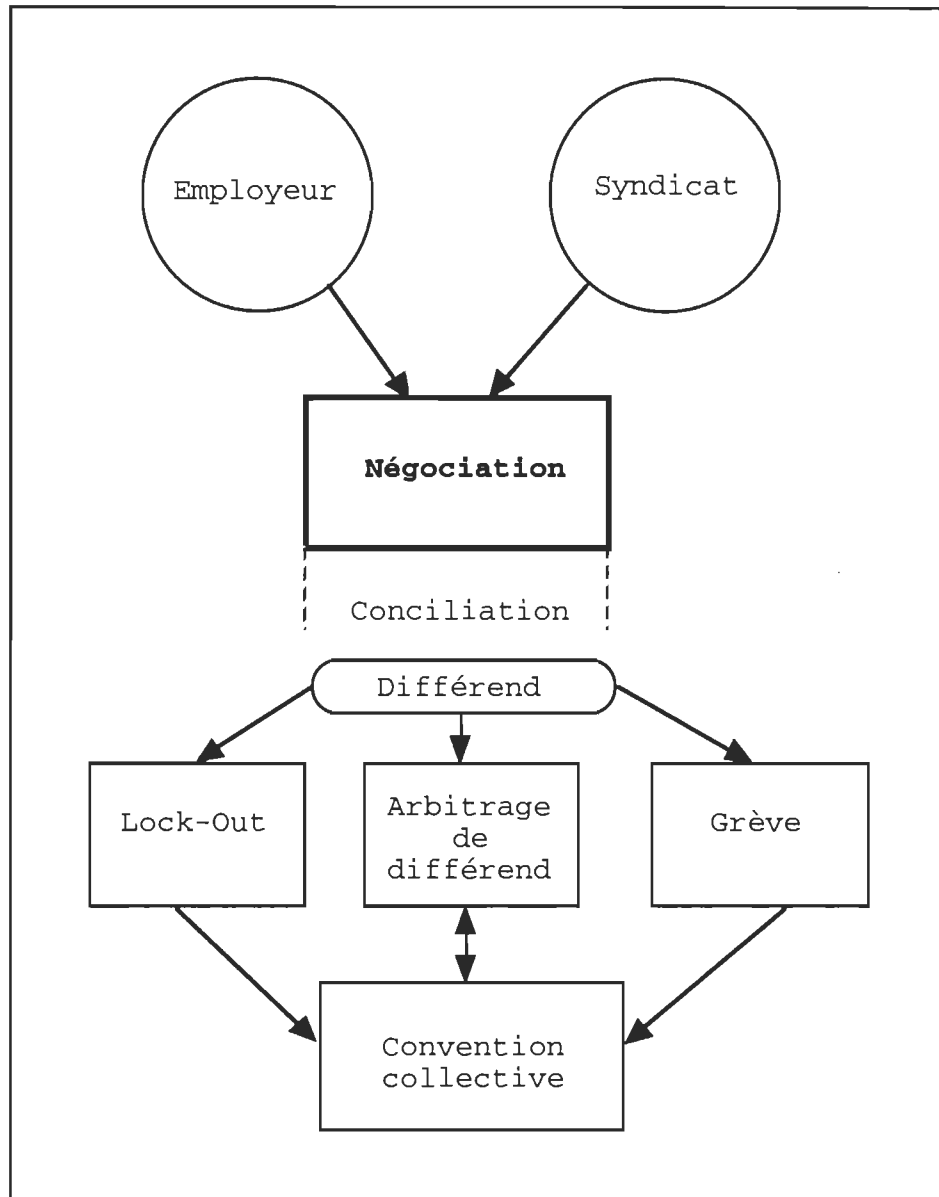 Employeur
Syndicat
Négociation
Conciliation
Différend
Lock-Out
Arbitrage
de
différend
Grève
Convention
collective